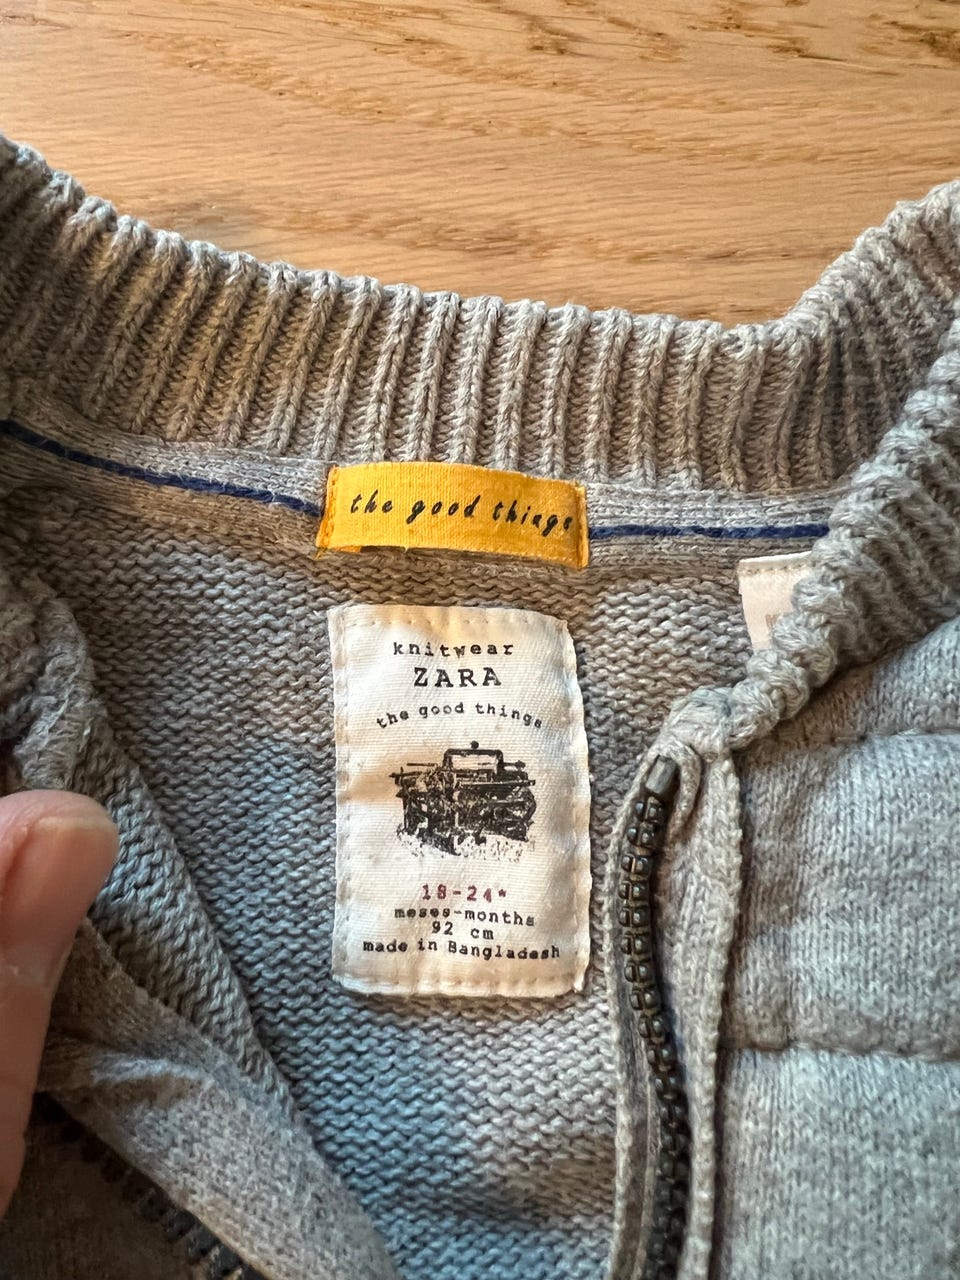 the good things
knitwear
ZARA
the good things
18-24*
meses-months
92 cm
made in Bangladesh